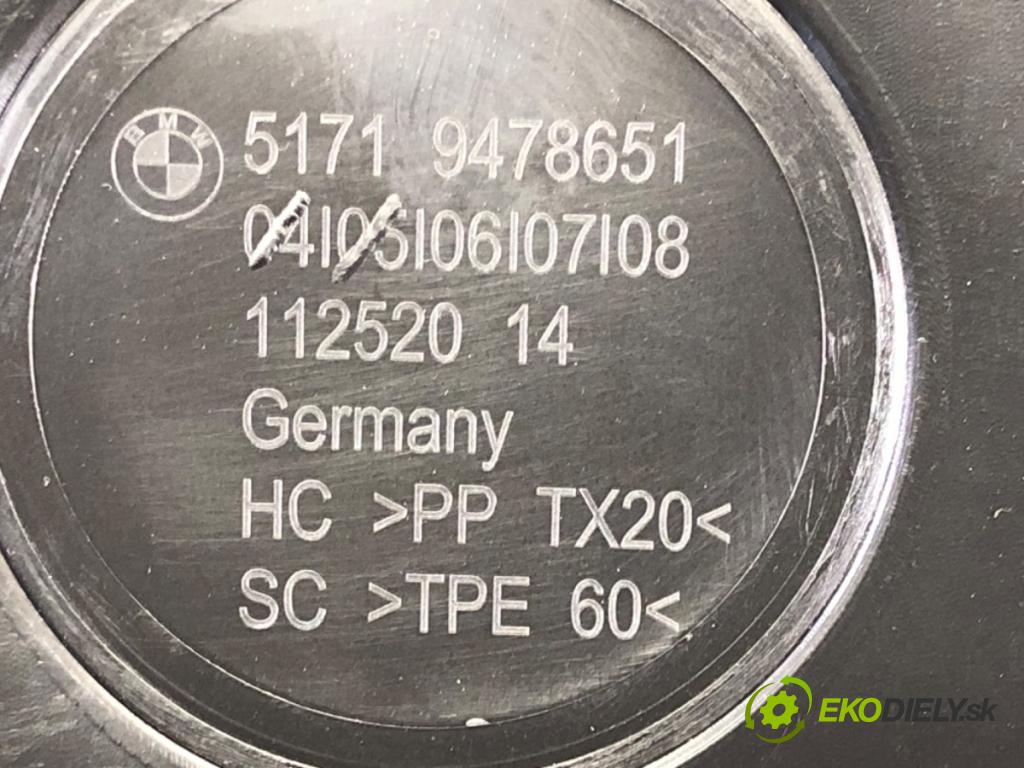 BMW
5171 9478651
04|05|06|07|08
112520 14
Germany
HC >PP TX20<
SC >TPE 60<
EKODIELY.sk